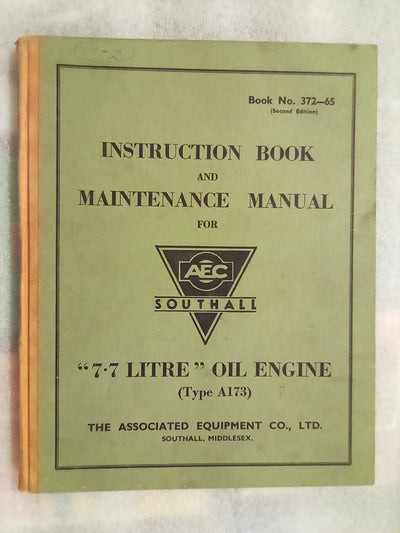 Book No. 372—65
(Second Edition)
INSTRUCTION BOOK
AND
MAINTENANCE MANUAL
FOR
AEC
SOUTHALL
"7·7 LITRE" OIL ENGINE
(Type A173)
THE ASSOCIATED EQUIPMENT CO., LTD.
SOUTHALL, MIDDLESEX.